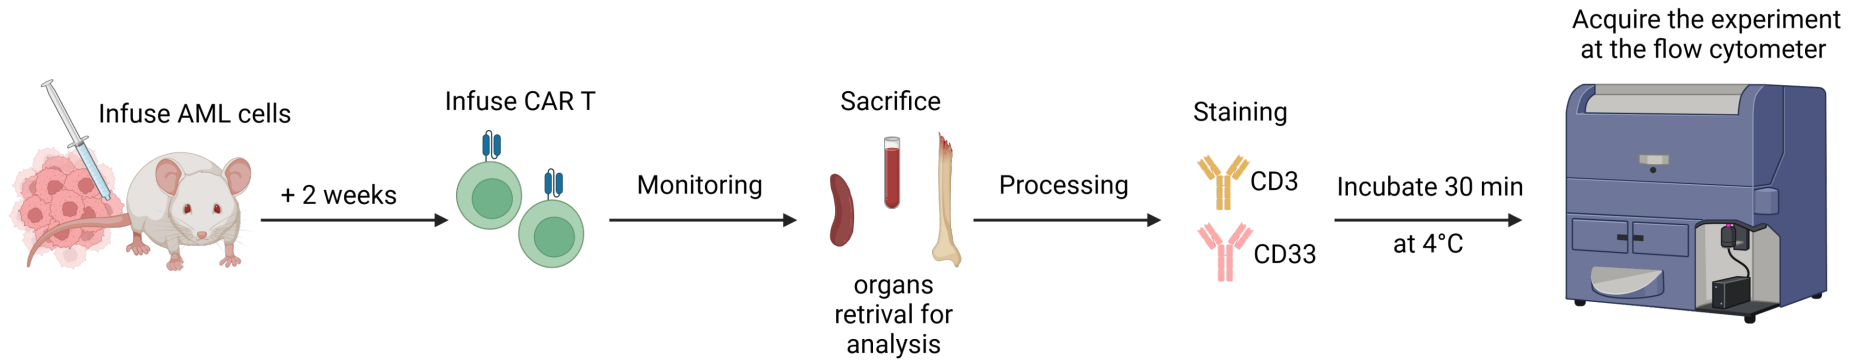 Infuse AML cells
+ 2 weeks
Infuse CAR T
Monitoring
Sacrifice
organs
retrival for
analysis
Processing
Staining
CD3
CD33
Incubate 30 min
at 4°C
Acquire the experiment
at the flow cytometer